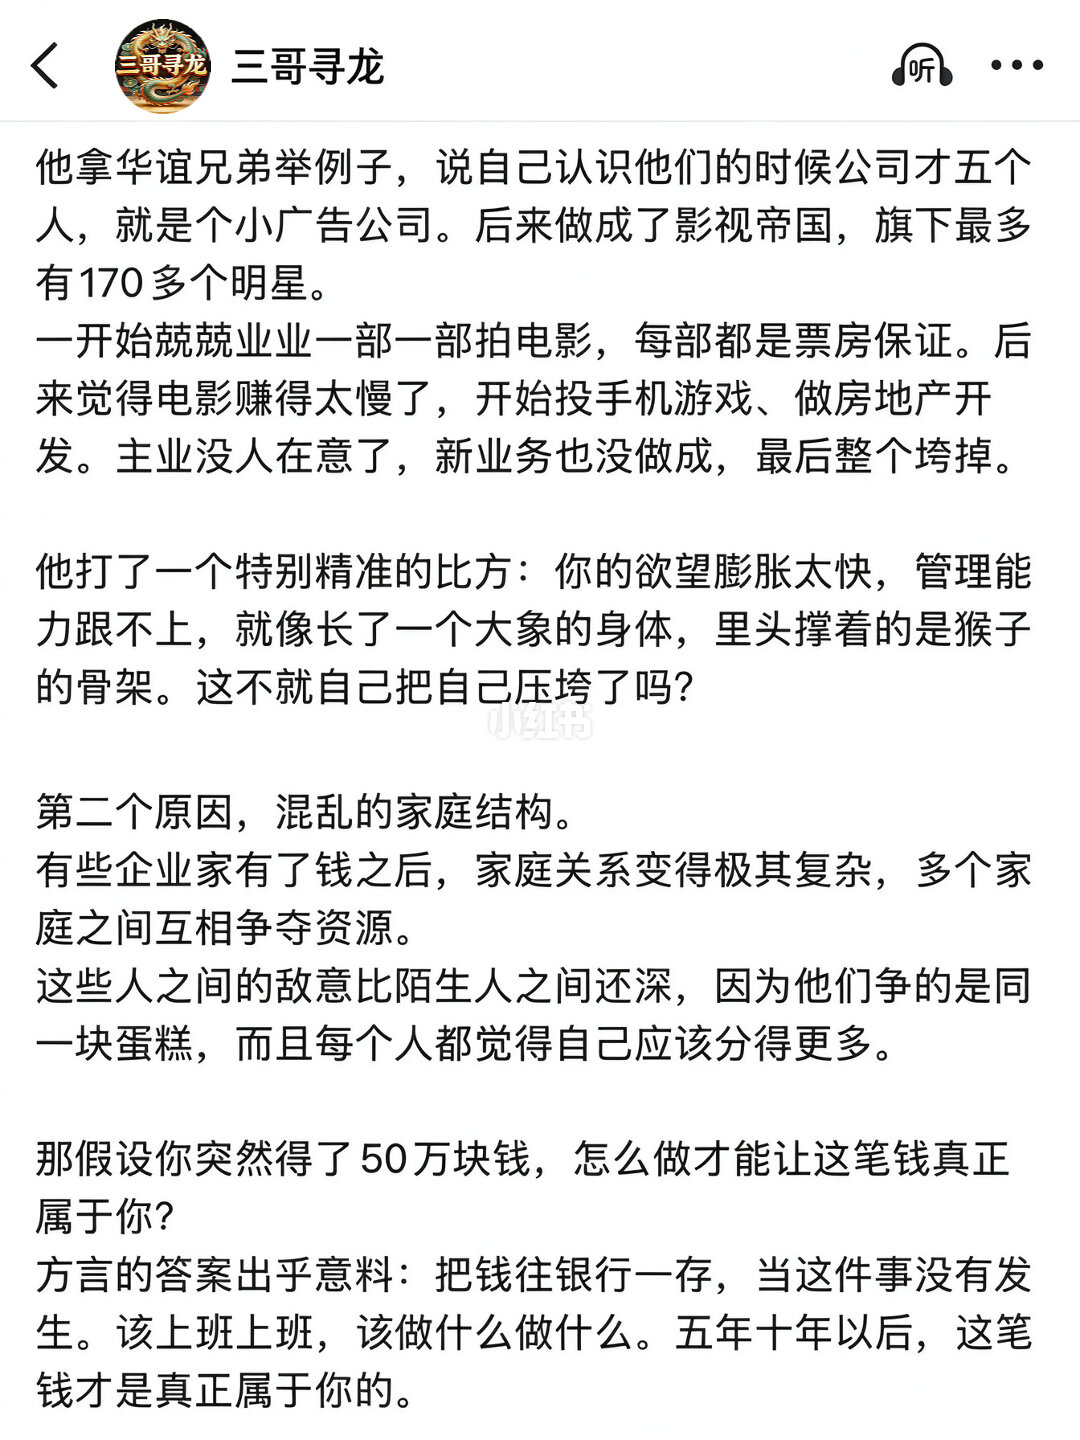 三哥寻龙
三哥寻龙
听
他拿华谊兄弟举例子，说自己认识他们的时候公司才五个
人，就是个小广告公司。后来做成了影视帝国，旗下最多
有170多个明星。
一开始兢兢业业一部一部拍电影，每部都是票房保证。后
来觉得电影赚得太慢了，开始投手机游戏、做房地产开
发。主业没人在意了，新业务也没做成，最后整个垮掉。
他打了一个特别精准的比方：你的欲望膨胀太快，管理能
力跟不上，就像长了一个大象的身体，里头撑着的是猴子
的骨架。这不就自己把自己压垮了吗？
小红书
第二个原因，混乱的家庭结构。
有些企业家有了钱之后，家庭关系变得极其复杂，多个家
庭之间互相争夺资源。
这些人之间的敌意比陌生人之间还深，因为他们争的是同
一块蛋糕，而且每个人都觉得自己应该分得更多。
那假设你突然得了50万块钱，怎么做才能让这笔钱真正
属于你？
方言的答案出乎意料：把钱往银行一存，当这件事没有发
生。该上班上班，该做什么做什么。五年十年以后，这笔
钱才是真正属于你的。